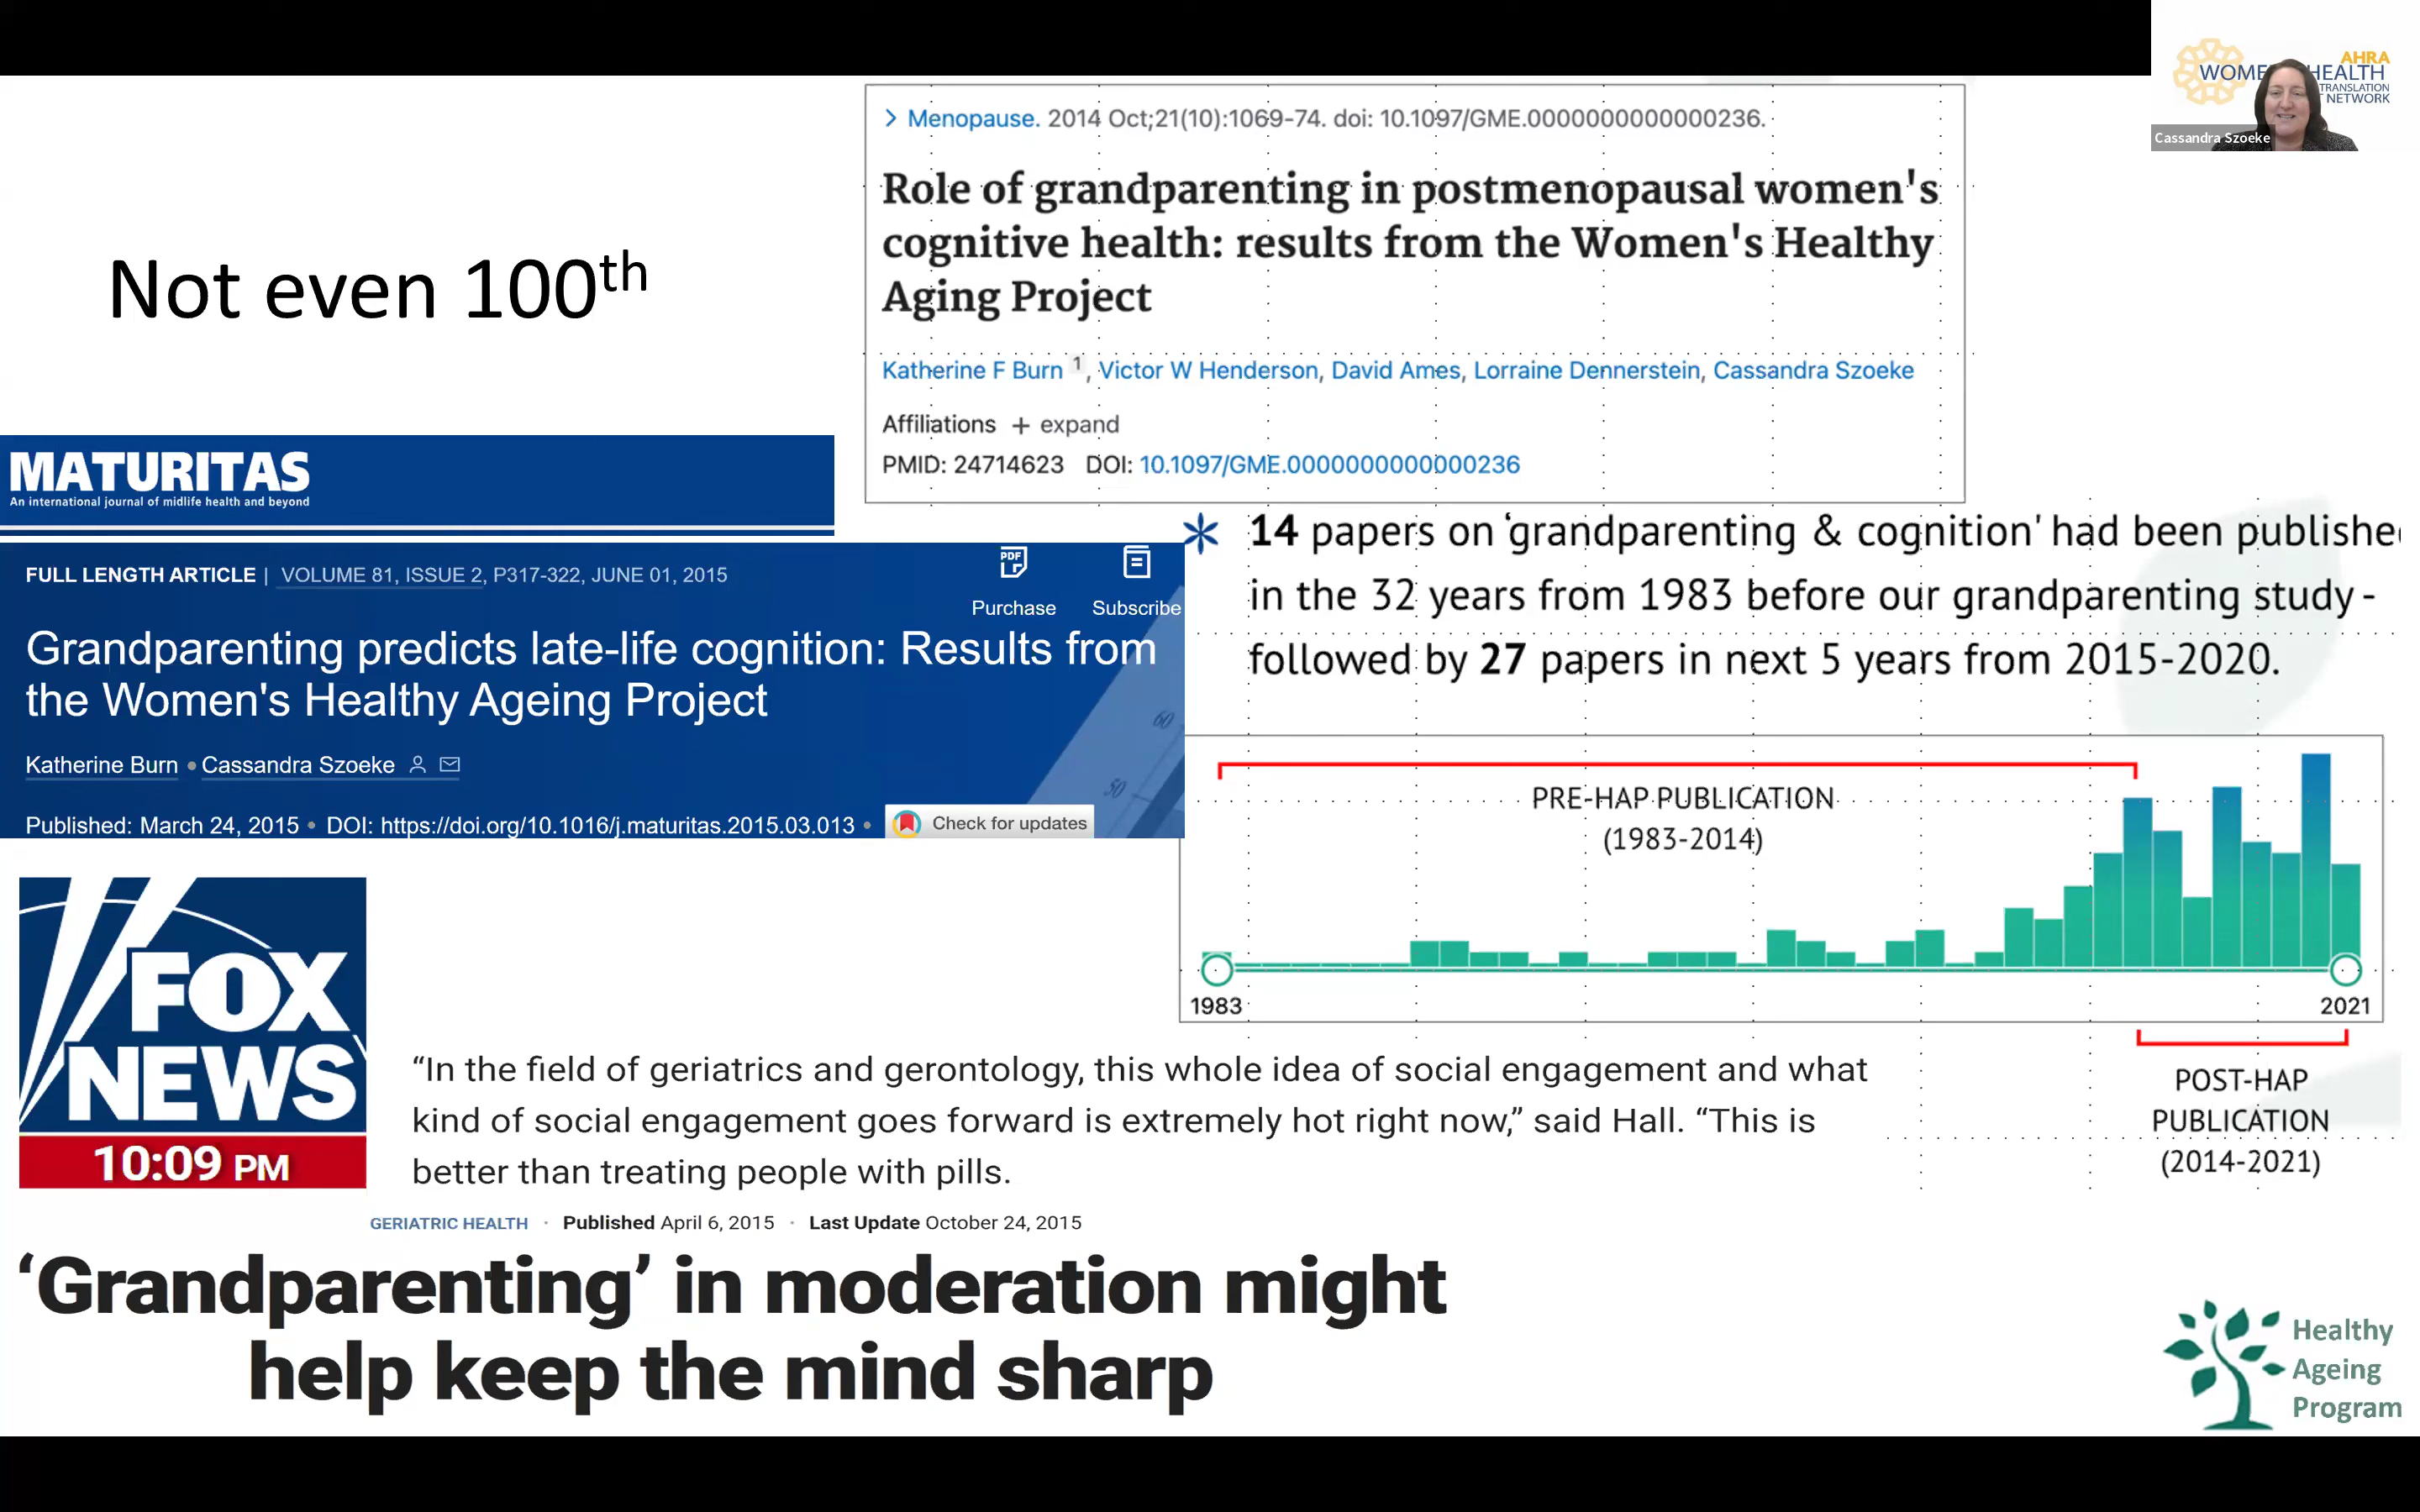 AHRA
WOME HEALTH
TRANSLATION
NETWORK
Cassandra Szoeke
Not even 100th
> Menopause. 2014 Oct;21(10):1069-74. doi: 10.1097/GME.0000000000000236.
Role of grandparenting in postmenopausal women's
cognitive health: results from the Women's Healthy
Aging Project
Katherine F Burn 1, Victor W Henderson, David Ames, Lorraine Dennerstein, Cassandra Szoeke
Affiliations + expand
PMID: 24714623 DOI: 10.1097/GME.0000000000000236
MATURITAS
An international journal of midlife health and beyond
FULL LENGTH ARTICLE | VOLUME 81, ISSUE 2, P317-322, JUNE 01, 2015
PDF
Purchase
Subscribe
Grandparenting predicts late-life cognition: Results from
the Women's Healthy Ageing Project
Katherine Burn • Cassandra Szoeke
Published: March 24, 2015 • DOI: https://doi.org/10.1016/j.maturitas.2015.03.013 •
Check for updates
60
50
* 14 papers on ‘grandparenting & cognition' had been publishe
in the 32 years from 1983 before our grandparenting study -
followed by 27 papers in next 5 years from 2015-2020.
PRE-HAP PUBLICATION
(1983-2014)
1983
2021
POST-HAP
PUBLICATION
(2014-2021)
FOX
NEWS
10:09 PM
“In the field of geriatrics and gerontology, this whole idea of social engagement and what
kind of social engagement goes forward is extremely hot right now,” said Hall. “This is
better than treating people with pills.
GERIATRIC HEALTH · Published April 6, 2015 · Last Update October 24, 2015
‘Grandparenting’ in moderation might
help keep the mind sharp
Healthy
Ageing
Program